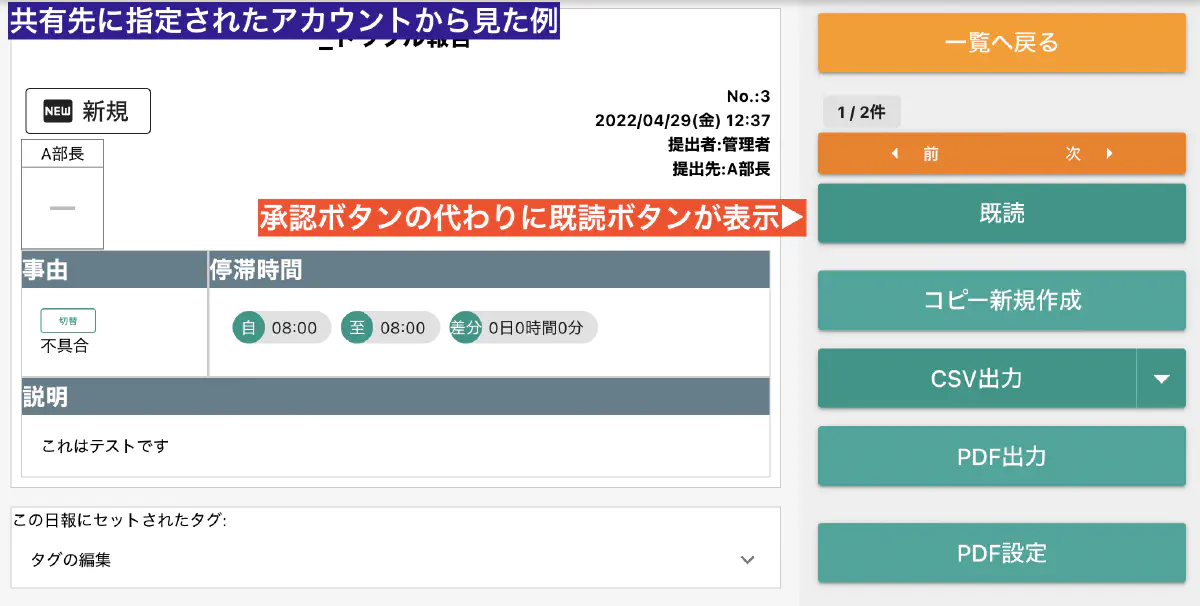 共有先に指定されたアカウントから見た例
NEW 新規
No.:3
2022/04/29(金) 12:37
提出者:管理者
提出先:A部長
A部長
承認ボタンの代わりに既読ボタンが表示▶
事由 停滞時間
切替
不具合
自 08:00 至 08:00 差分 0日0時間0分
説明
これはテストです
この日報にセットされたタグ:
タグの編集
一覧へ戻る
1 / 2件
前 次
既読
コピー新規作成
CSV出力
PDF出力
PDF設定